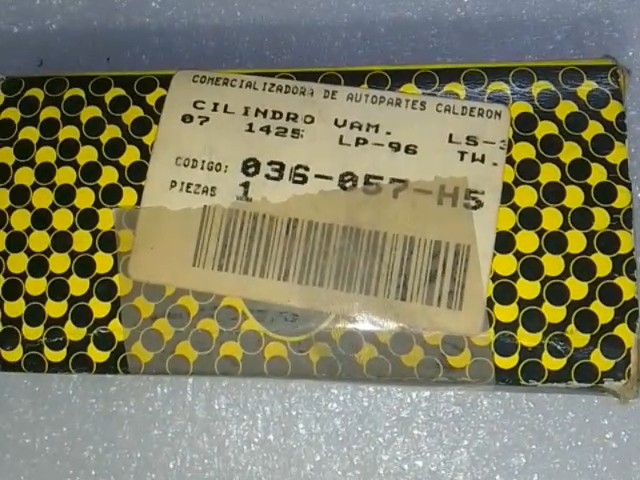 COMERCIALIZADORA DE AUTOPARTES CALDERON
CILINDRO VAM. LS-3
07 1425 LP-96 TW.
CODIGO: 036-057-H5
PIEZAS 1